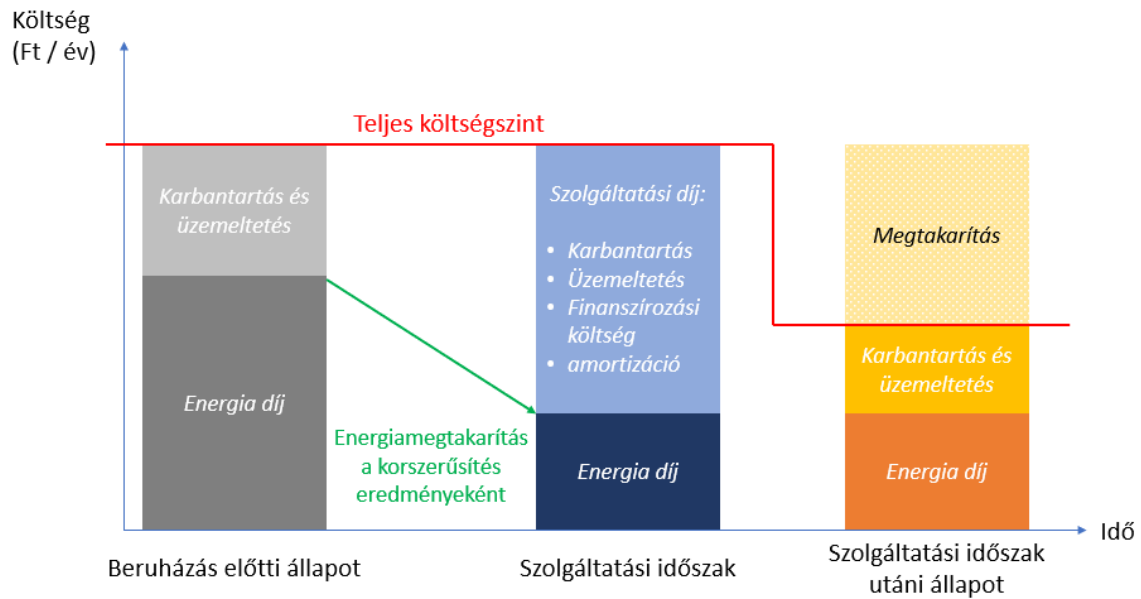 Költség
(Ft / év)
Teljes költségszint
Karbantartás és
üzemeltetés
Energia díj
Energiamegtakarítás
a korszerűsítés
eredményeként
Szolgáltatási díj:
• Karbantartás
• Üzemeltetés
• Finanszírozási
költség
• amortizáció
Energia díj
Megtakarítás
Karbantartás és
üzemeltetés
Energia díj
Idő
Beruházás előtti állapot
Szolgáltatási időszak
Szolgáltatási időszak
utáni állapot